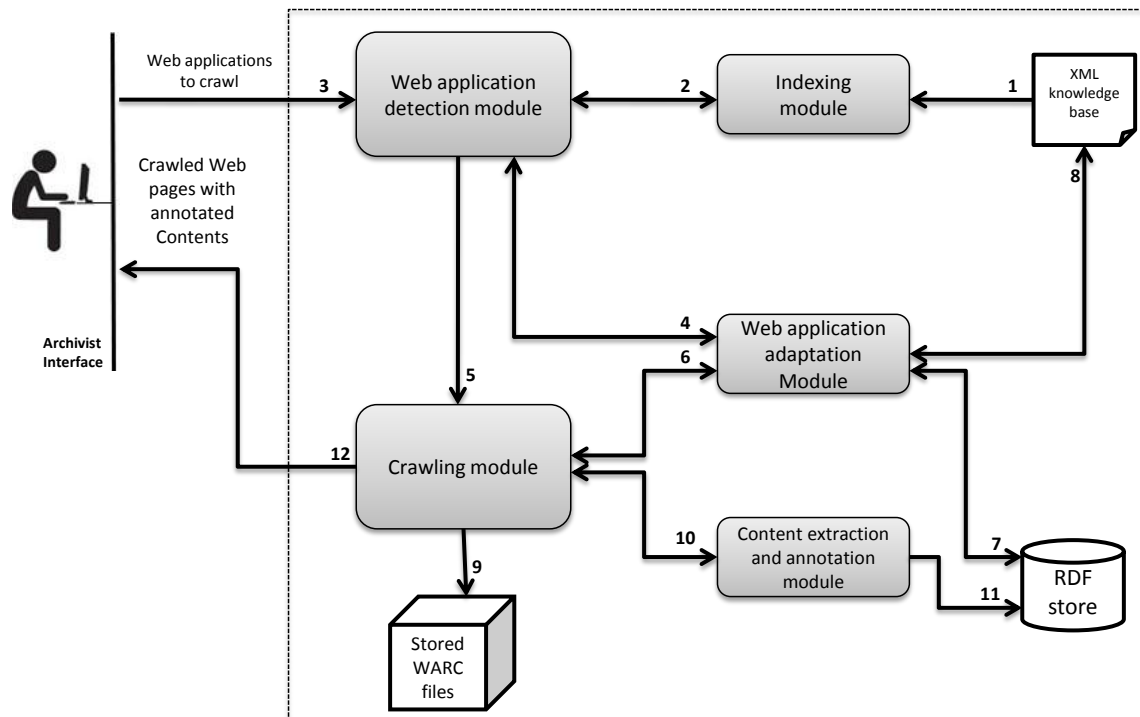 Web applications
to crawl
3
Web application
detection module
2
Indexing
module
1
XML
knowledge
base
8
Crawled Web
pages with
annotated
Contents
Archivist
Interface
4
6
Web application
adaptation
Module
5
12
Crawling module
10
Content extraction
and annotation
module
7
11
RDF
store
9
Stored
WARC
files